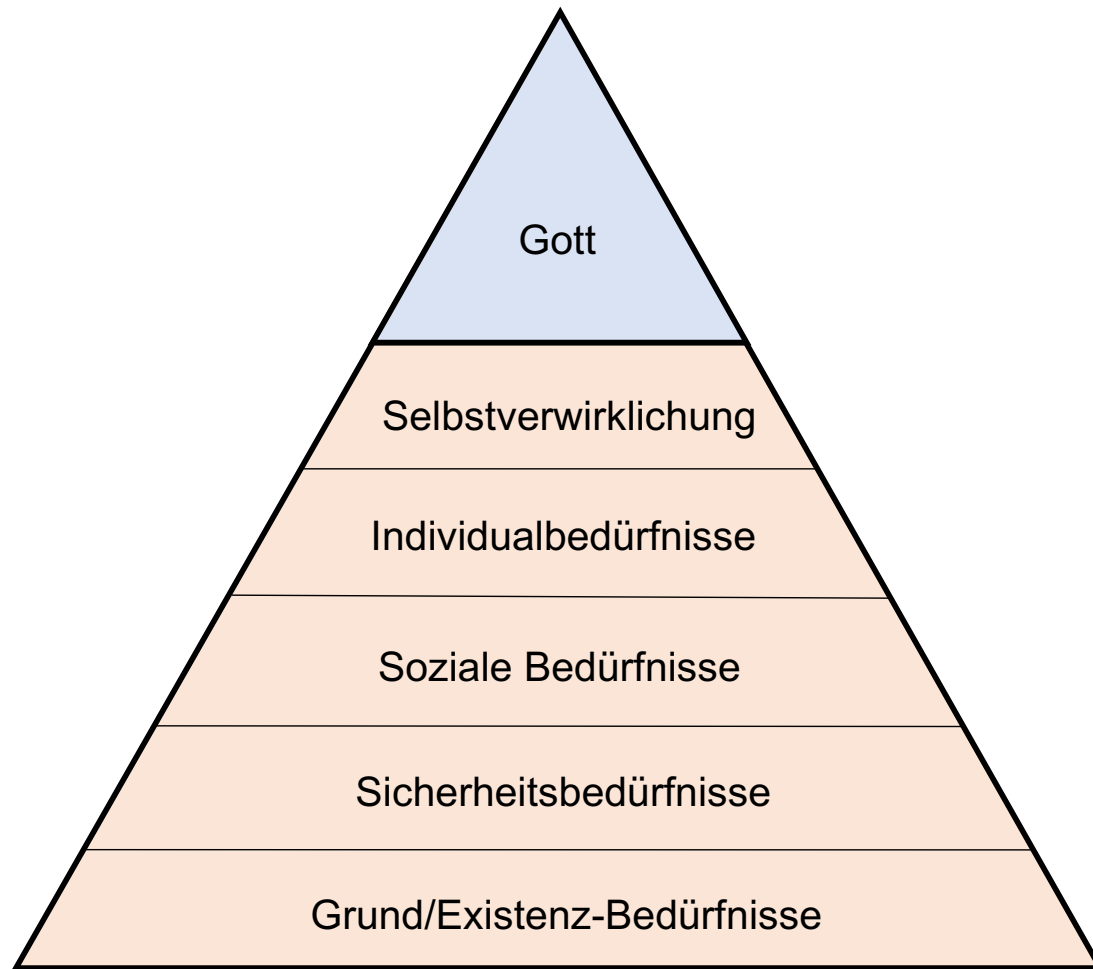 Gott
Selbstverwirklichung
Individualbedürfnisse
Soziale Bedürfnisse
Sicherheitsbedürfnisse
Grund/Existenz-Bedürfnisse